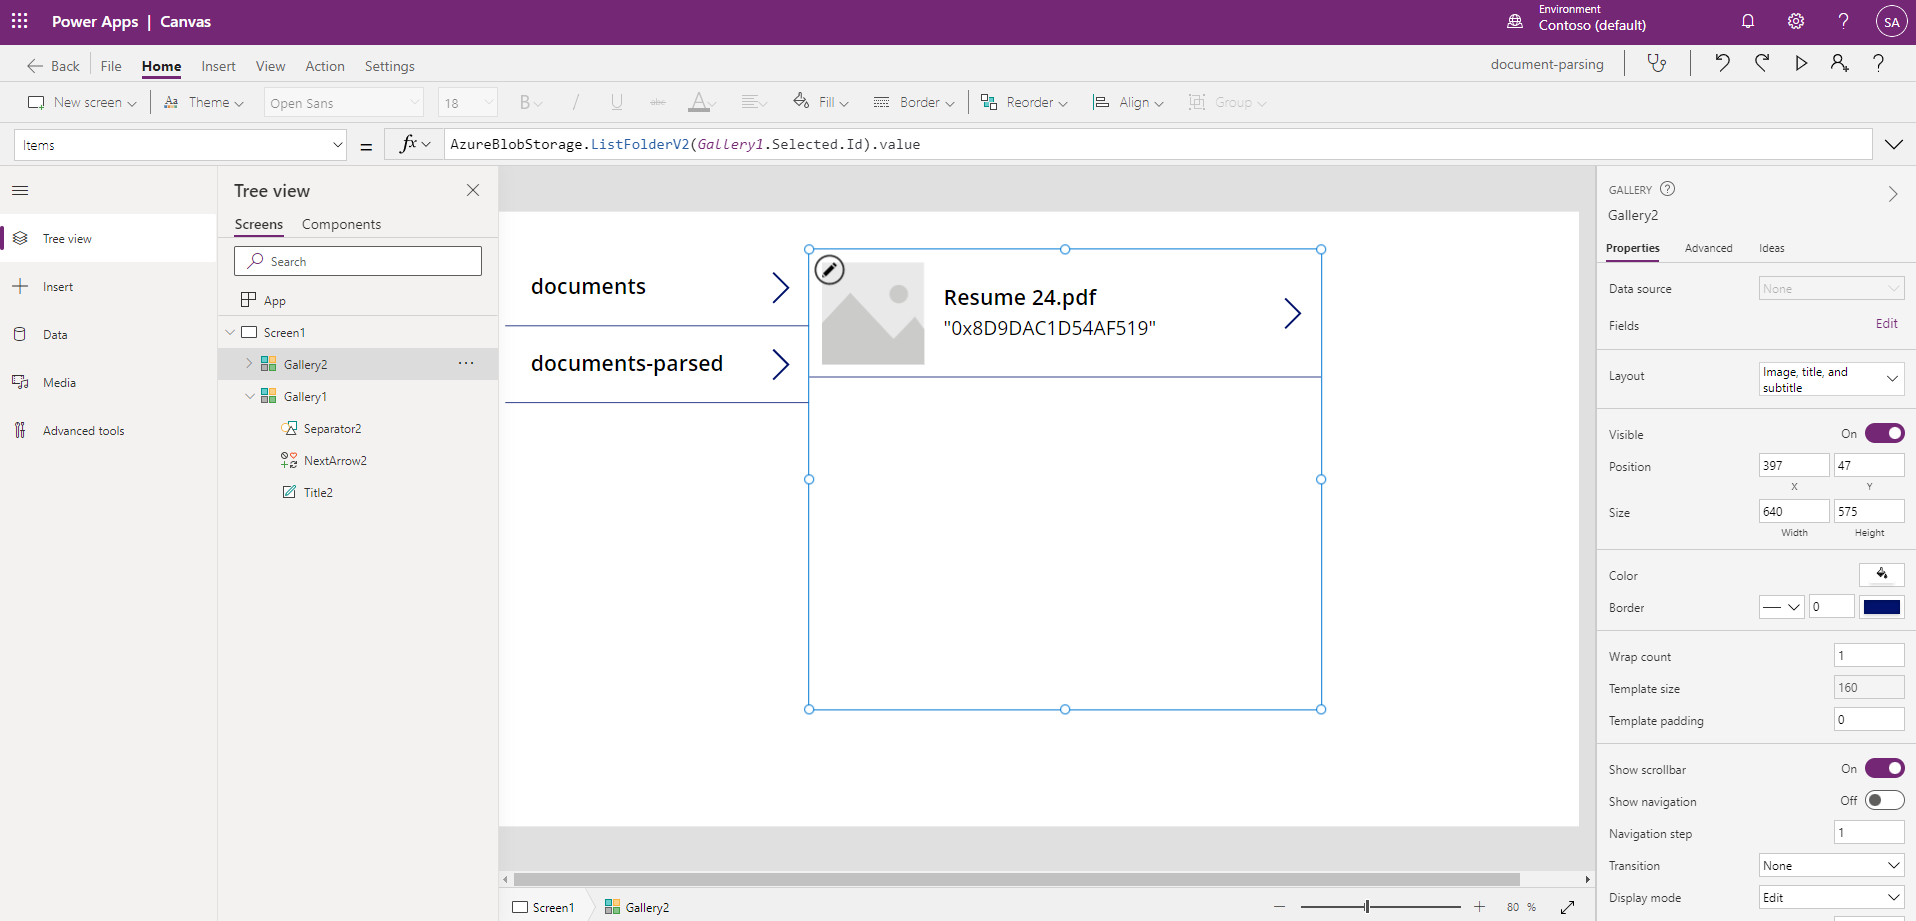 Power Apps | Canvas
Environment
Contoso (default)
SA
Back File Home Insert View Action Settings
document-parsing
New screen Theme Open Sans 18 B I U abc A Fill Border Reorder Align Group
Items = fx AzureBlobStorage.ListFolderV2(Gallery1.Selected.Id).value
Tree view
Insert
Data
Media
Advanced tools
Tree view
Screens Components
Search
App
Screen1
Gallery2
Gallery1
Separator2
NextArrow2
Title2
documents
documents-parsed
Resume 24.pdf
"0x8D9DAC1D54AF519"
Screen1 Gallery2
80 %
GALLERY
Gallery2
Properties Advanced Ideas
Data source None
Fields Edit
Layout Image, title, and
subtitle
Visible On
Position 397 47
X Y
Size 640 575
Width Height
Color
Border 0
Wrap count 1
Template size 160
Template padding 0
Show scrollbar On
Show navigation Off
Navigation step 1
Transition None
Display mode Edit